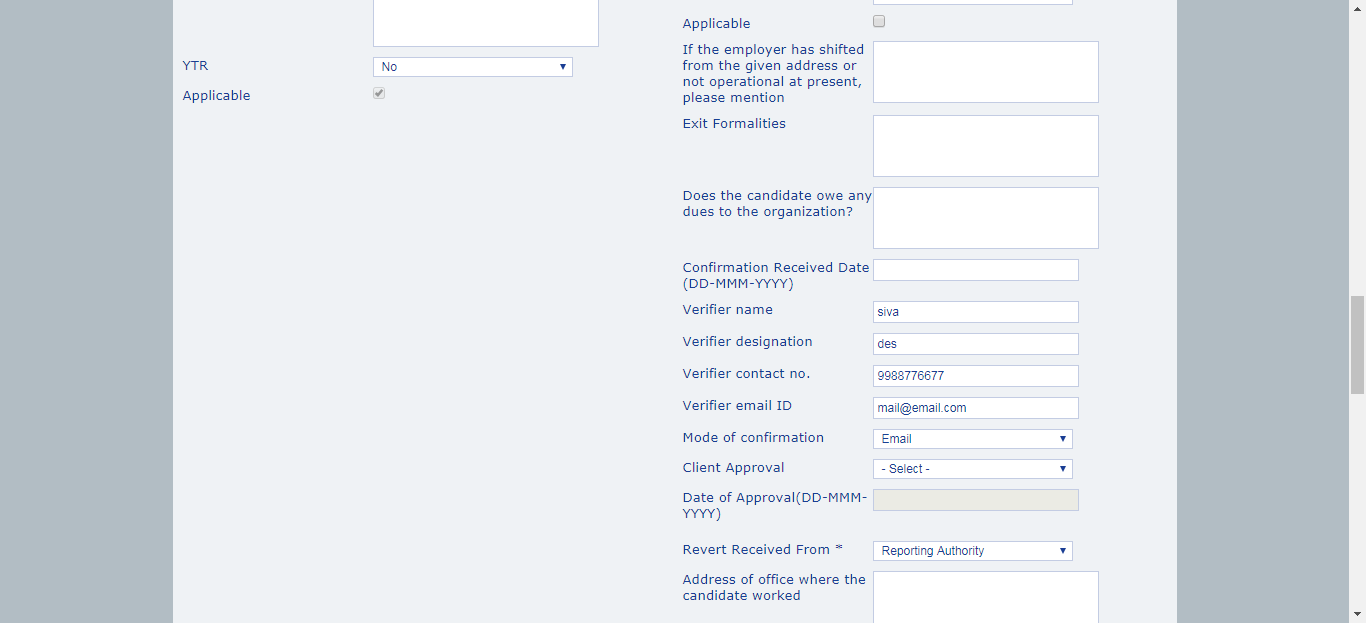 YTR
No
Applicable
Applicable
If the employer has shifted
from the given address or
not operational at present,
please mention
Exit Formalities
Does the candidate owe any
dues to the organization?
Confirmation Received Date
(DD-MMM-YYYY)
Verifier name
siva
Verifier designation
des
Verifier contact no.
9988776677
Verifier email ID
mail@email.com
Mode of confirmation
Email
Client Approval
- Select -
Date of Approval(DD-MMM-
YYYY)
Revert Received From *
Reporting Authority
Address of office where the
candidate worked